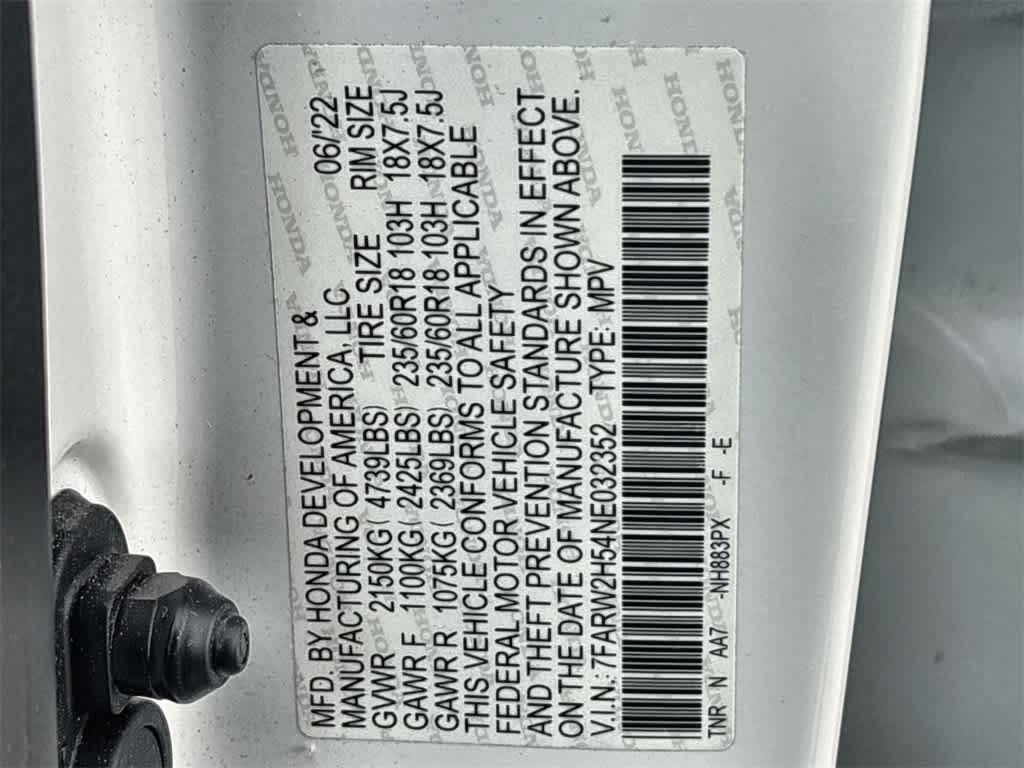 MFD. BY HONDA DEVELOPMENT &
MANUFACTURING OF AMERICA, LLC 06/'22
GVWR 2150KG( 4739LBS) TIRE SIZE RIM SIZE
GAWR F 1100KG( 2425LBS) 235/60R18 103H 18X7.5J
GAWR R 1075KG( 2369LBS) 235/60R18 103H 18X7.5J
THIS VEHICLE CONFORMS TO ALL APPLICABLE
FEDERAL MOTOR VEHICLE SAFETY
AND THEFT PREVENTION STANDARDS IN EFFECT
ON THE DATE OF MANUFACTURE SHOWN ABOVE.
V.I.N.: 7FARW2H54NE032352 TYPE: MPV
TNR N AA7 -NH883PX -F -E